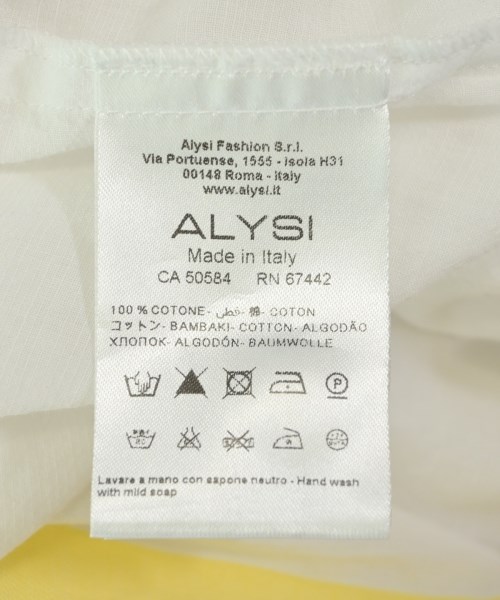 Alysi Fashion S.r.l.
Via Portuense, 1555 - isola H31
00148 Roma - italy
www.alysi.it
ALYSI
Made in Italy
CA 50584 RN 67442
100 % COTONE- قطن- 棉- COTON
コットン- BAMBAKI- COTTON- ALGODÃO
ХЛОПОК- ALGODÓN- BAUMWOLLE
P
Lavare a mano con sapone neutro - Hand wash
with mild soap